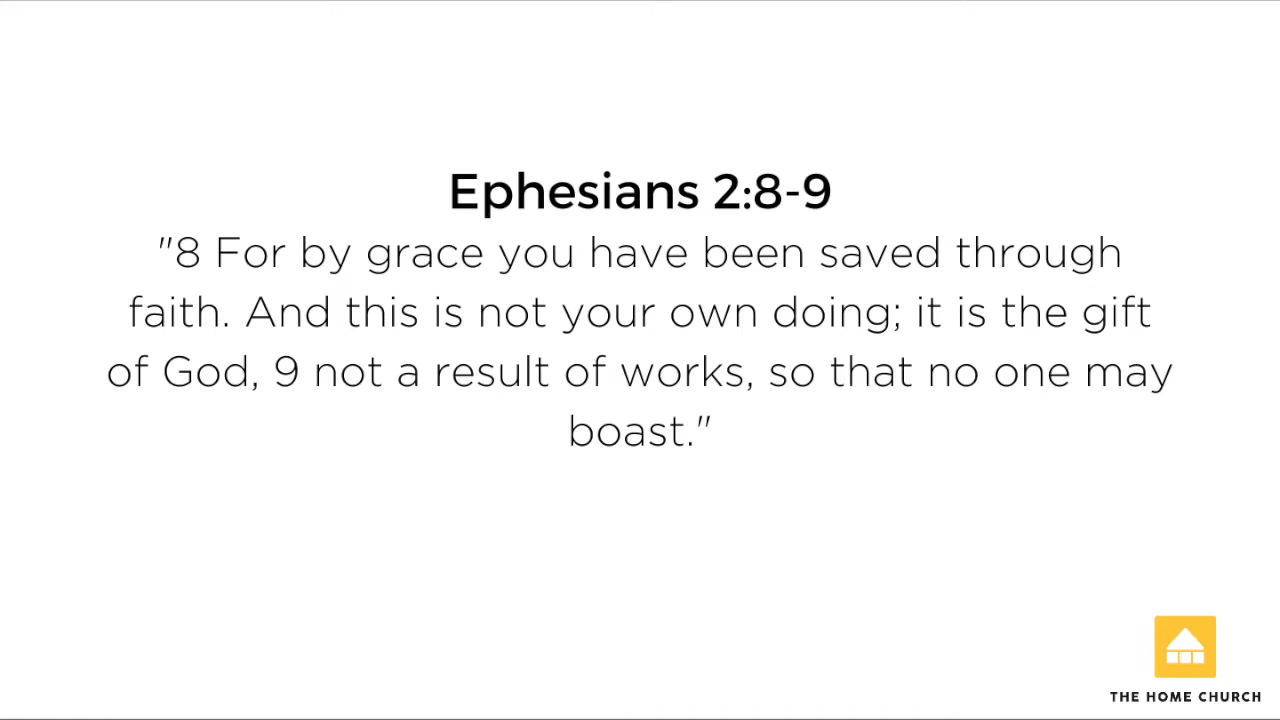 Ephesians 2:8-9
"8 For by grace you have been saved through
faith. And this is not your own doing; it is the gift
of God, 9 not a result of works, so that no one may
boast."
THE HOME CHURCH